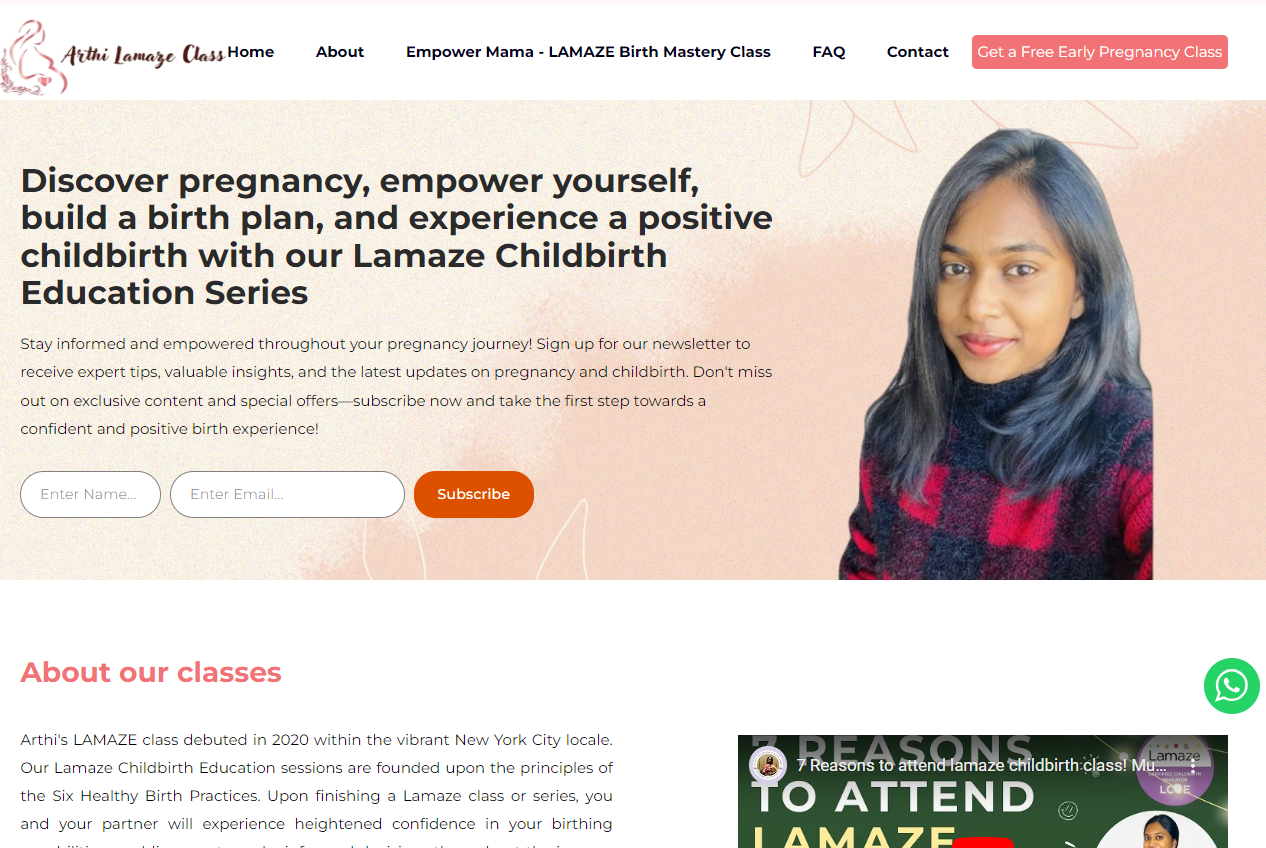 Arthi Lamaze Class
Home
About
Empower Mama - LAMAZE Birth Mastery Class
FAQ
Contact
Get a Free Early Pregnancy Class
Discover pregnancy, empower yourself,
build a birth plan, and experience a positive
childbirth with our Lamaze Childbirth
Education Series
Stay informed and empowered throughout your pregnancy journey! Sign up for our newsletter to
receive expert tips, valuable insights, and the latest updates on pregnancy and childbirth. Don't miss
out on exclusive content and special offers—subscribe now and take the first step towards a
confident and positive birth experience!
Enter Name...
Enter Email...
Subscribe
About our classes
Arthi's LAMAZE class debuted in 2020 within the vibrant New York City locale.
Our Lamaze Childbirth Education sessions are founded upon the principles of
the Six Healthy Birth Practices. Upon finishing a Lamaze class or series, you
and your partner will experience heightened confidence in your birthing
7 REASONS
7 Reasons to attend lamaze childbirth class! Mu...
TO ATTEND
LAMAZE
Lamaze
CERTIFIED CHILDBIRTH
EDUCATOR